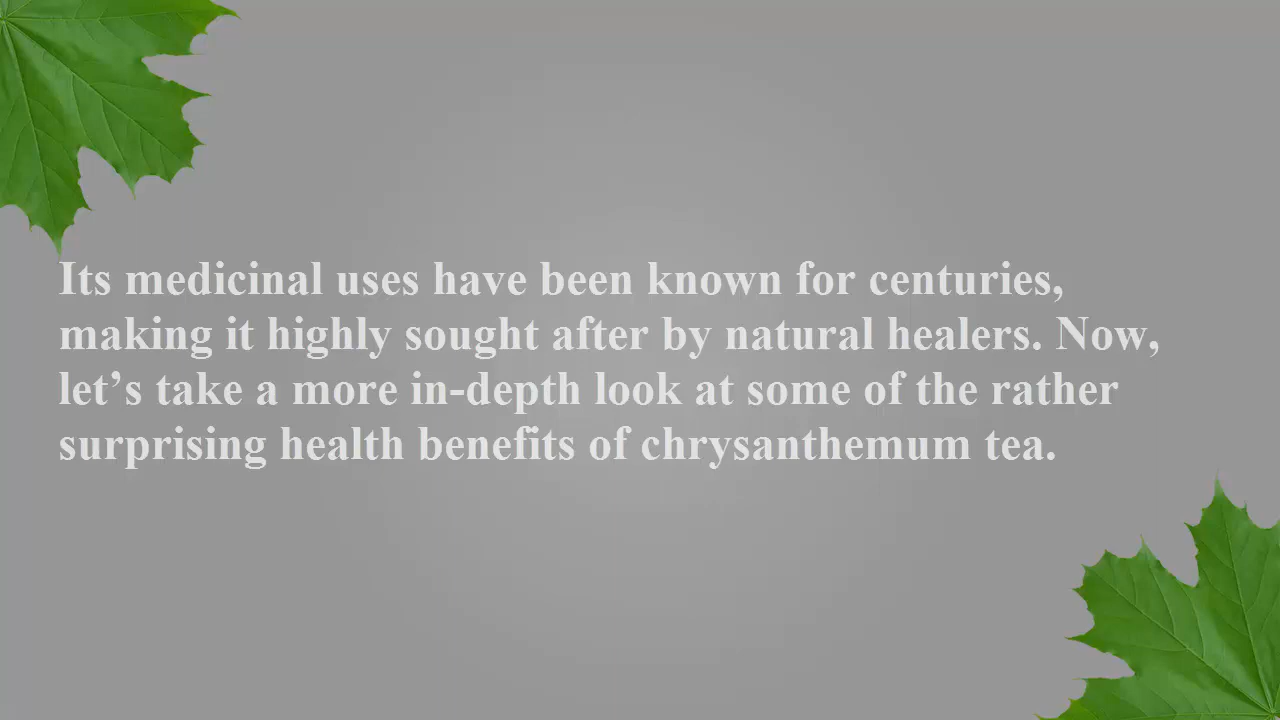 Its medicinal uses have been known for centuries,
making it highly sought after by natural healers. Now,
let’s take a more in-depth look at some of the rather
surprising health benefits of chrysanthemum tea.